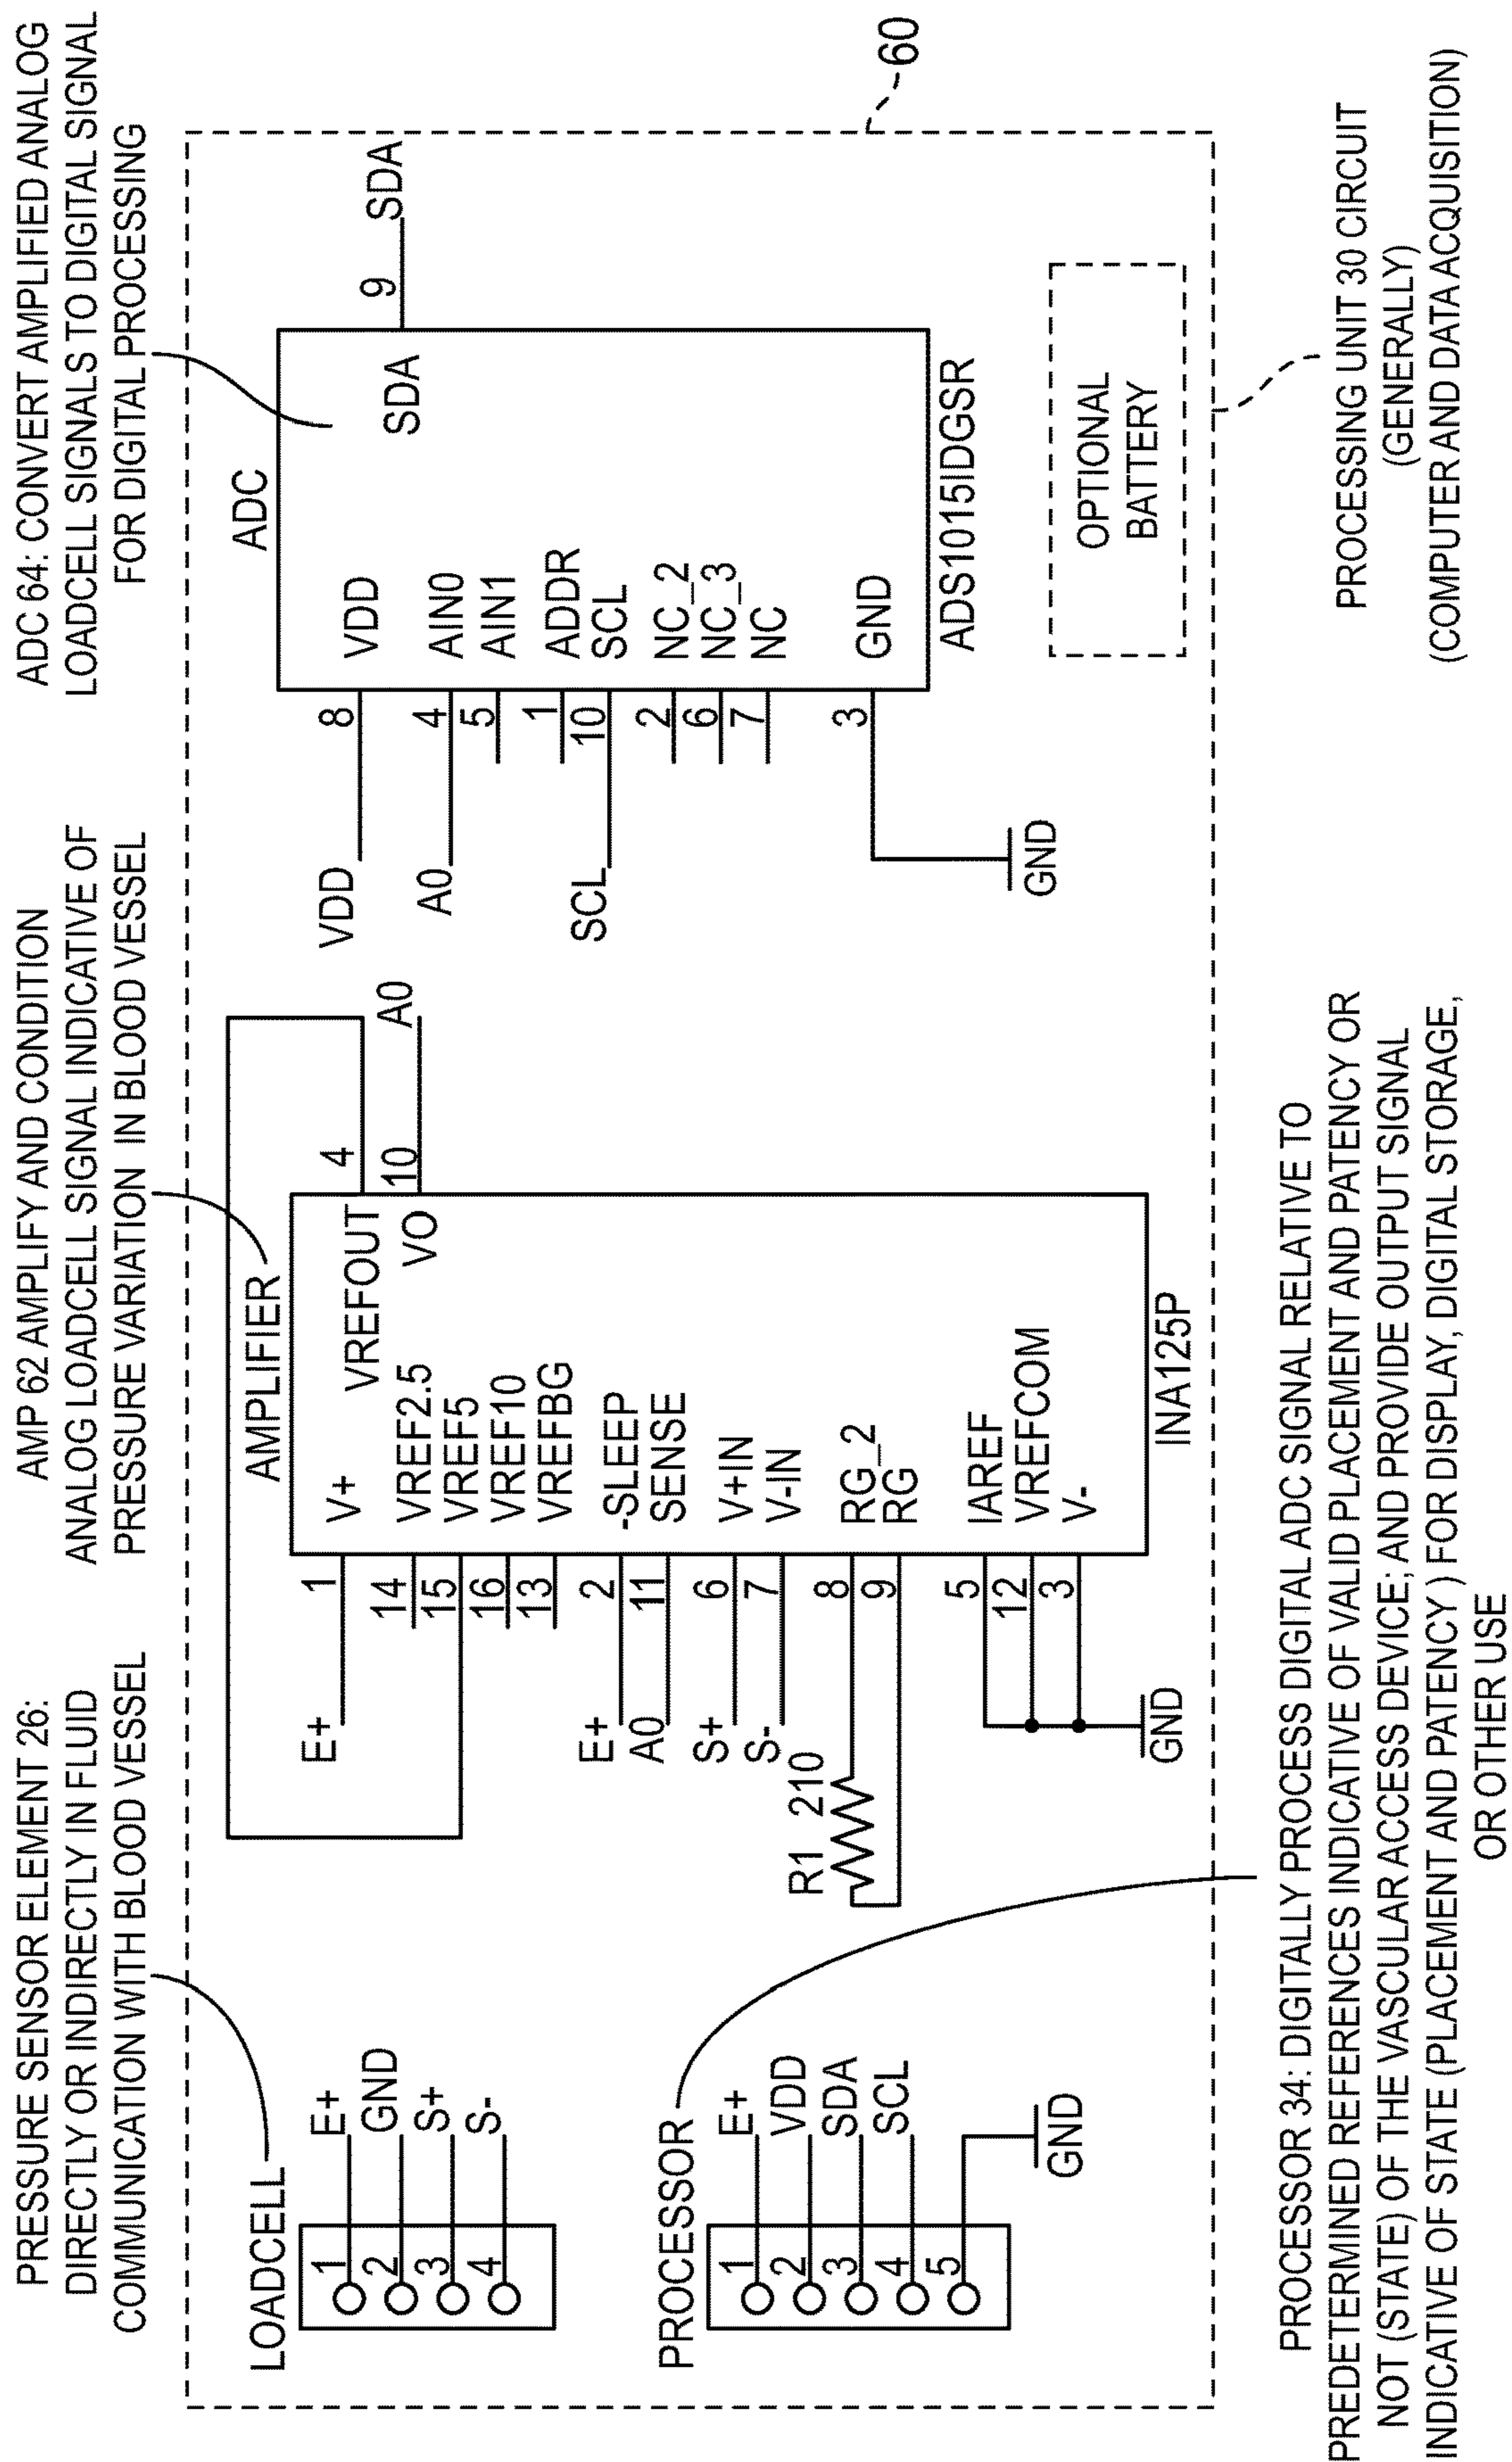 PRESSURE SENSOR ELEMENT 26:
DIRECTLY OR INDIRECTLY IN FLUID
COMMUNICATION WITH BLOOD VESSEL
AMP 62 AMPLIFY AND CONDITION
ANALOG LOADCELL SIGNAL INDICATIVE OF
PRESSURE VARIATION IN BLOOD VESSEL
ADC 64: CONVERT AMPLIFIED ANALOG
LOADCELL SIGNALS TO DIGITAL SIGNAL
FOR DIGITAL PROCESSING
LOADCELL
1 E+
2 GND
3 S+
4 S-
PROCESSOR
1 E+
2 VDD
3 SDA
4 SCL
5
GND
AMPLIFIER
E+ 1 V+
14 VREF2.5
15 VREF5
16 VREF10
13 VREFBG
E+ 2 -SLEEP
A0 11 SENSE
S+ 6 V+IN
S- 7 V-IN
R1 210
8 RG_2
9 RG
5 IAREF
12 VREFCOM
3 V-
GND
VREFOUT 4
VO 10 A0
INA125P
ADC
VDD 8 VDD
A0 4 AIN0
5 AIN1
1 ADDR
SCL 10 SCL
2 NC_2
6 NC_3
7 NC
3 GND
GND
SDA 9 SDA
ADS1015IDGSR
OPTIONAL
BATTERY
60
PROCESSOR 34: DIGITALLY PROCESS DIGITAL ADC SIGNAL RELATIVE TO
PREDETERMINED REFERENCES INDICATIVE OF VALID PLACEMENT AND PATENCY OR
NOT (STATE) OF THE VASCULAR ACCESS DEVICE; AND PROVIDE OUTPUT SIGNAL
INDICATIVE OF STATE (PLACEMENT AND PATENCY ) FOR DISPLAY, DIGITAL STORAGE,
OR OTHER USE
PROCESSING UNIT 30 CIRCUIT
(GENERALLY)
(COMPUTER AND DATA ACQUISITION)